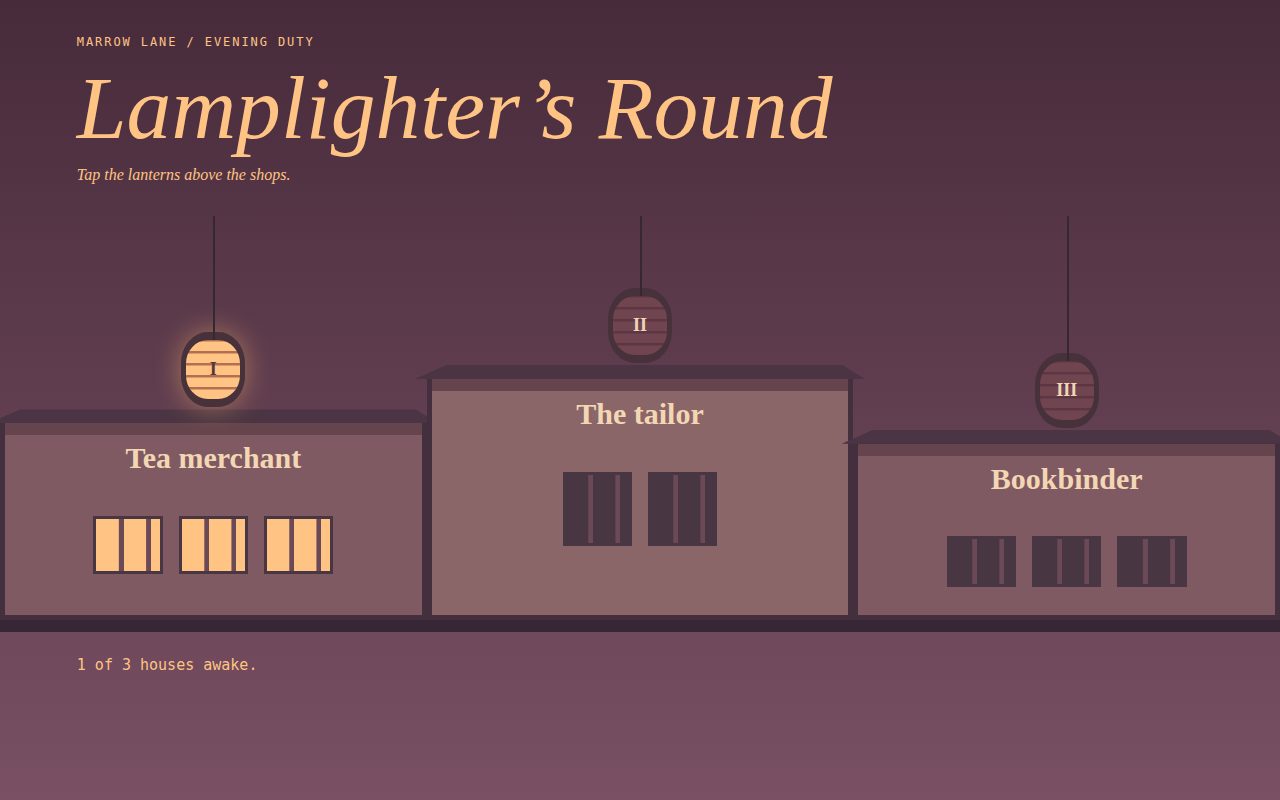 MARROW LANE / EVENING DUTY
Lamplighter’s Round
Tap the lanterns above the shops.
I
II
III
Tea merchant
The tailor
Bookbinder
1 of 3 houses awake.